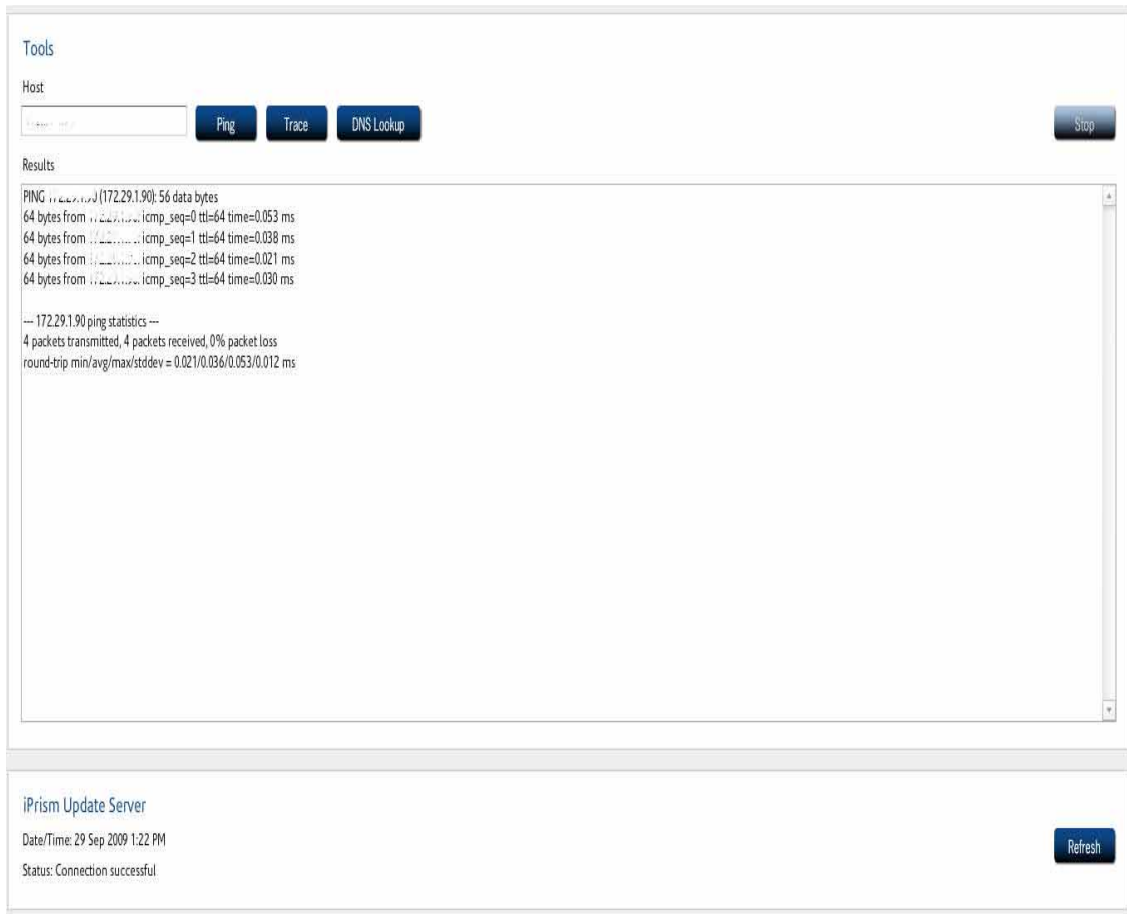 Tools
Host
Ping
Trace
DNS Lookup
Stop
Results
PING (172.29.1.90): 56 data bytes
64 bytes from icmp_seq=0 ttl=64 time=0.053 ms
64 bytes from icmp_seq=1 ttl=64 time=0.038 ms
64 bytes from icmp_seq=2 ttl=64 time=0.021 ms
64 bytes from icmp_seq=3 ttl=64 time=0.030 ms
--- 172.29.1.90 ping statistics ---
4 packets transmitted, 4 packets received, 0% packet loss
round-trip min/avg/max/stddev = 0.021/0.036/0.053/0.012 ms
iPrism Update Server
Date/Time: 29 Sep 2009 1:22 PM
Refresh
Status: Connection successful